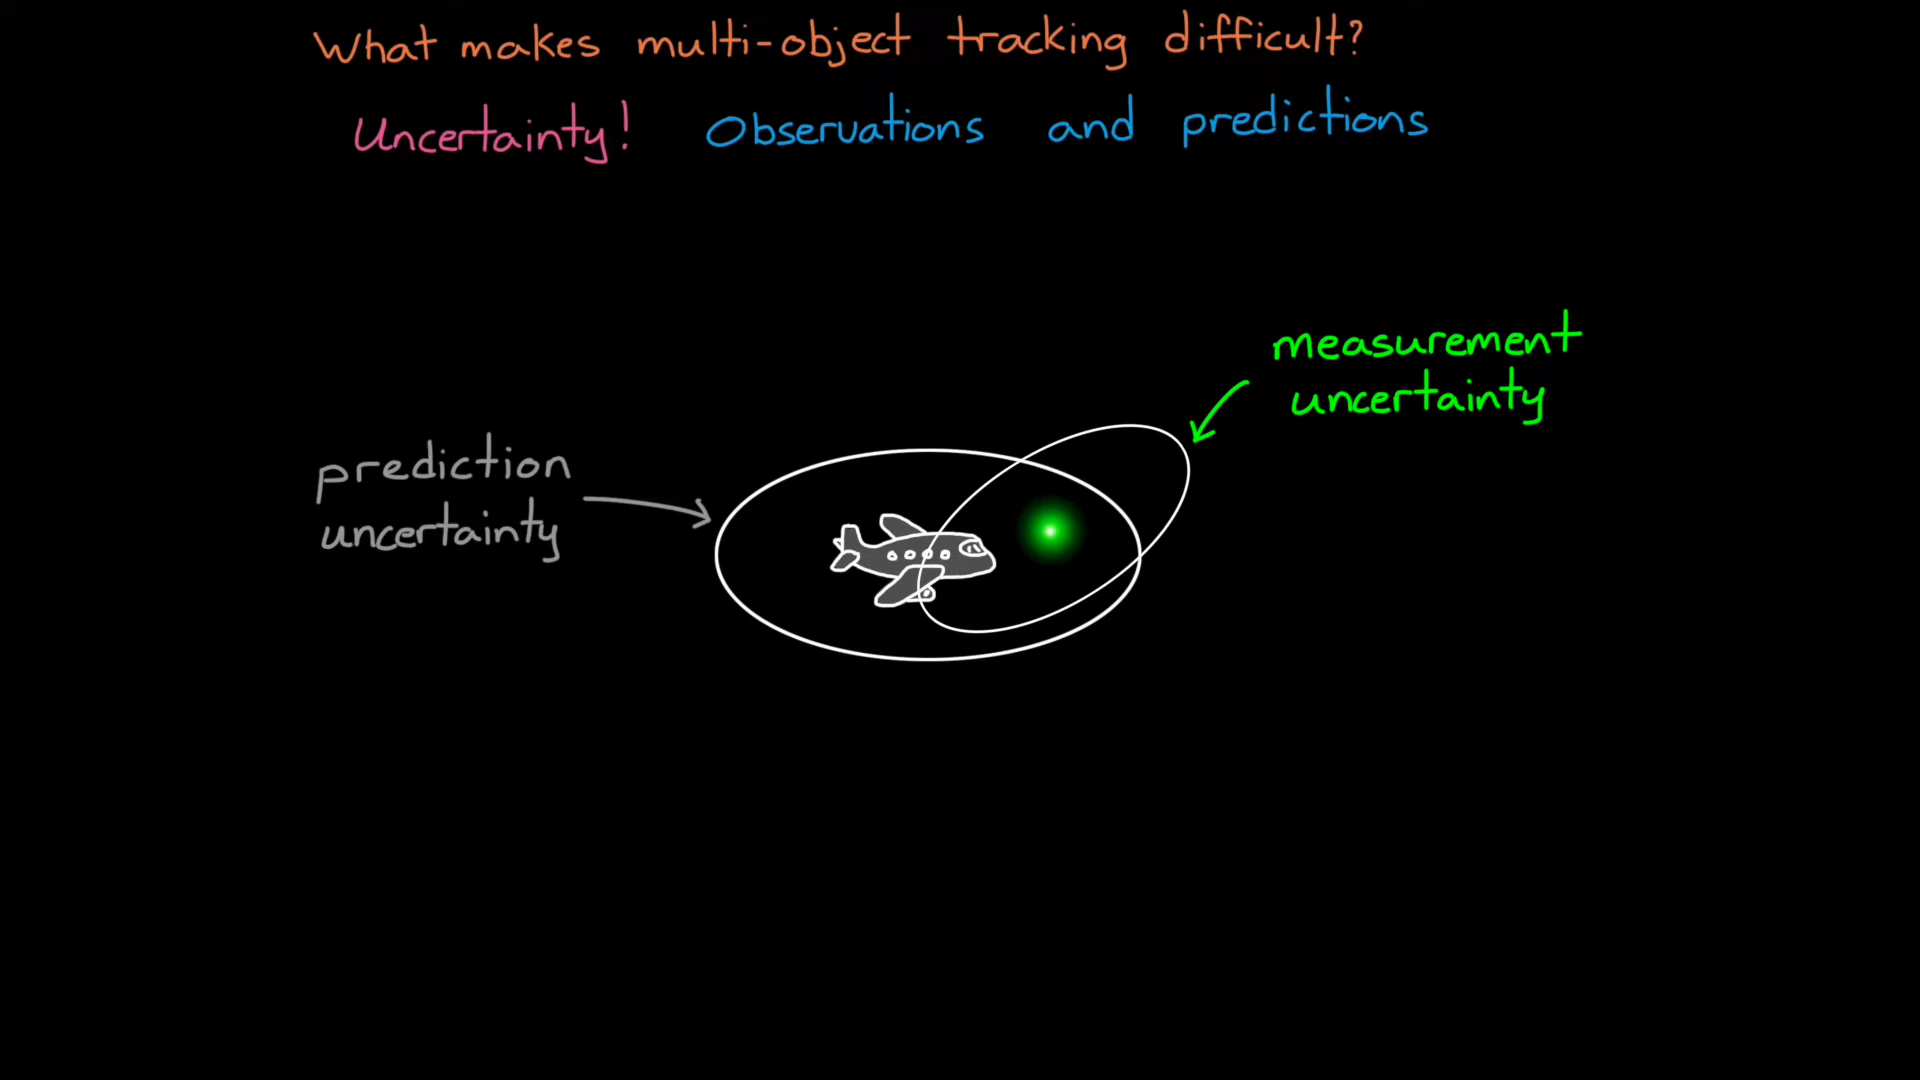 What makes multi-object tracking difficult?
Uncertainty! Observations and predictions
measurement
uncertainty
prediction
uncertainty